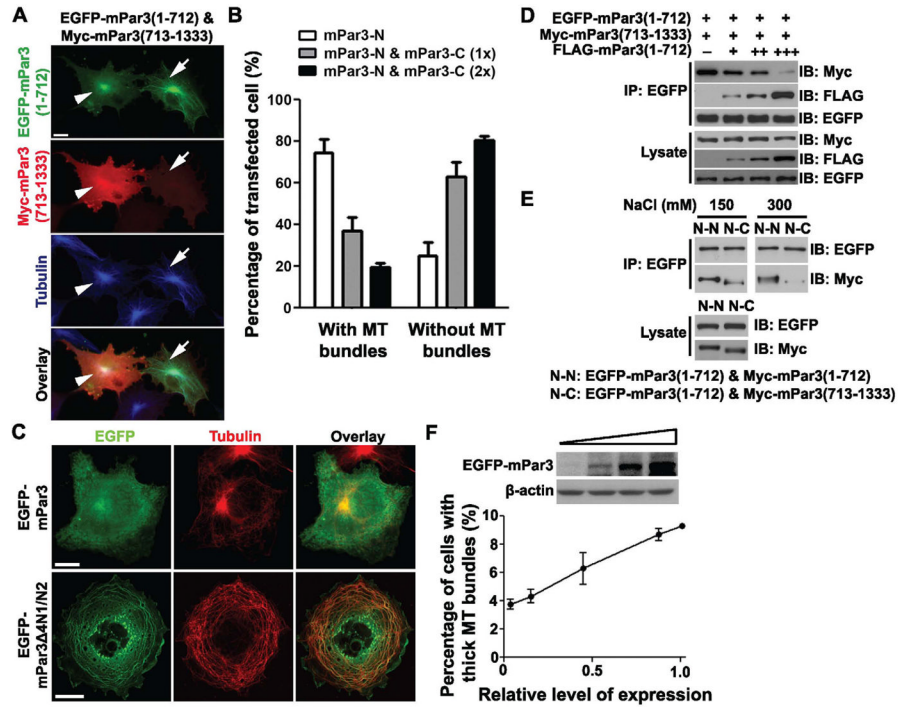 A
EGFP-mPar3(1-712) &
Myc-mPar3(713-1333)
EGFP-mPar3
(1-712)
Myc-mPar3
(713-1333)
Tubulin
Overlay
B
mPar3-N
mPar3-N & mPar3-C (1x)
mPar3-N & mPar3-C (2x)
Percentage of transfected cell (%)
100
80
60
40
20
0
With MT
bundles
Without MT
bundles
C
EGFP
Tubulin
Overlay
EGFP-
mPar3
EGFP-
mPar3Δ4N1/N2
D
EGFP-mPar3(1-712) + + + +
Myc-mPar3(713-1333) + + + +
FLAG-mPar3(1-712) – + ++ +++
IP: EGFP
IB: Myc
IB: FLAG
IB: EGFP
Lysate
IB: Myc
IB: FLAG
IB: EGFP
E
NaCl (mM) 150 300
N-N N-C N-N N-C
IP: EGFP
IB: EGFP
IB: Myc
N-N N-C
Lysate
IB: EGFP
IB: Myc
N-N: EGFP-mPar3(1-712) & Myc-mPar3(1-712)
N-C: EGFP-mPar3(1-712) & Myc-mPar3(713-1333)
F
EGFP-mPar3
β-actin
Percentage of cells with
thick MT bundles (%)
10
8
6
4
2
0
0 0.5 1.0
Relative level of expression